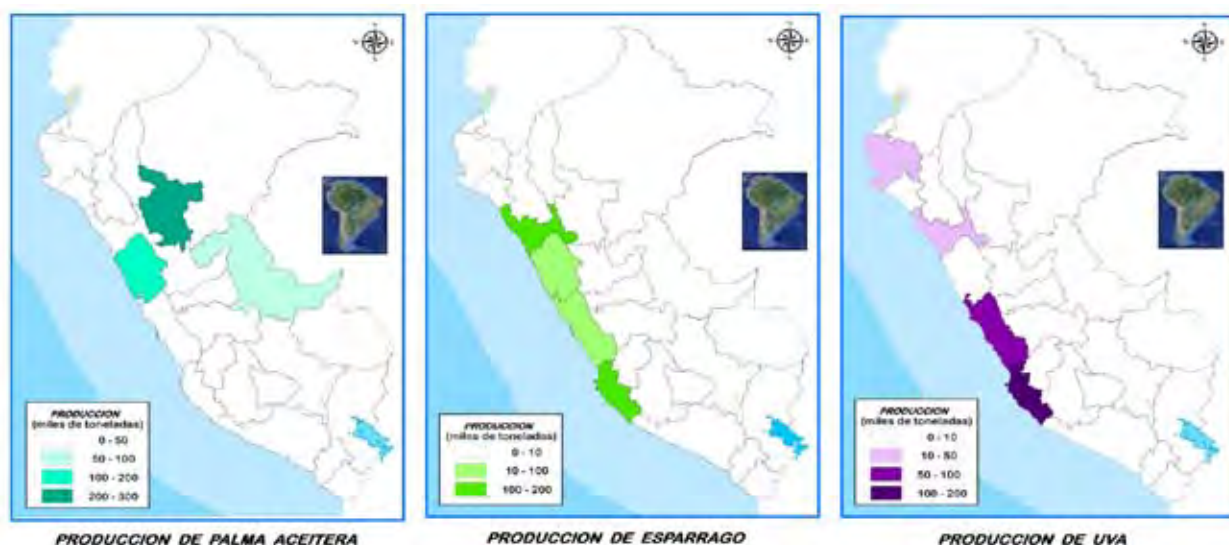 PRODUCCION
(miles de toneladas)
0 - 50
50 - 100
100 - 200
200 - 300
PRODUCCION DE PALMA ACEITERA
PRODUCCION
(miles de toneladas)
0 - 10
10 - 100
100 - 200
PRODUCCION DE ESPARRAGO
PRODUCCION
(miles de toneladas)
0 - 10
10 - 50
50 - 100
100 - 200
PRODUCCION DE UVA